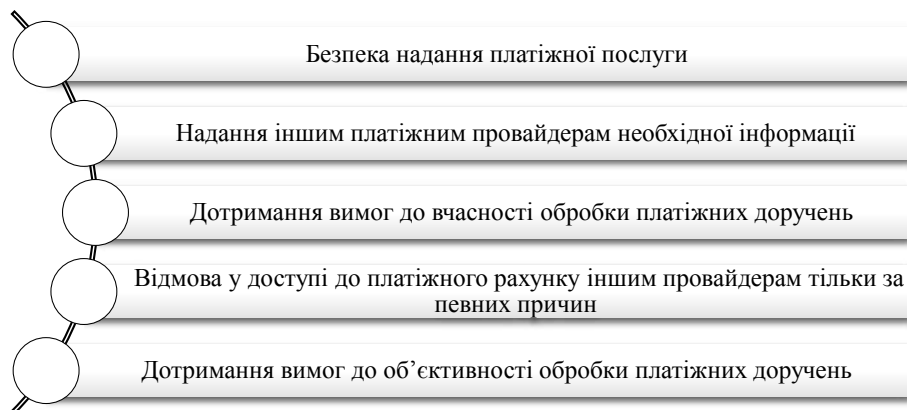 Безпека надання платіжної послуги
Надання іншим платіжним провайдерам необхідної інформації
Дотримання вимог до вчасності обробки платіжних доручень
Відмова у доступі до платіжного рахунку іншим провайдерам тільки за
певних причин
Дотримання вимог до об’єктивності обробки платіжних доручень